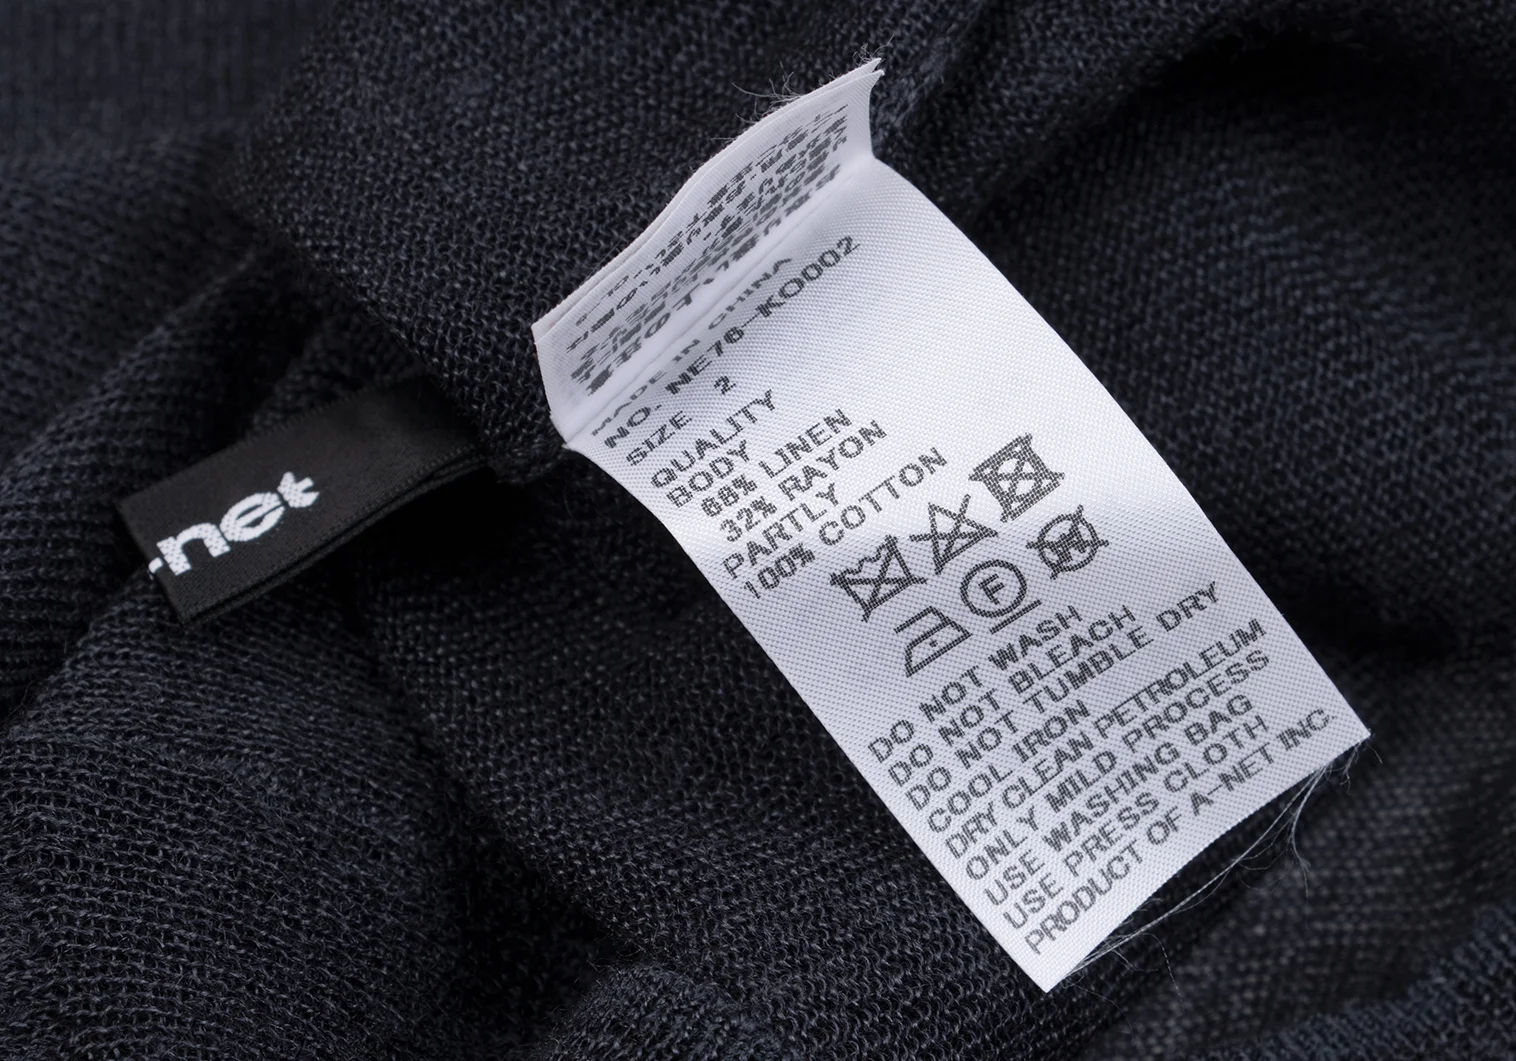 MADE IN CHINA
NO. NE76-KO0002
SIZE 2
QUALITY
BODY
68% LINEN
32% RAYON
PARTLY
100% COTTON
F
W
DO NOT WASH
DO NOT BLEACH
DO NOT TUMBLE DRY
COOL IRON
DRY CLEAN PETROLEUM
ONLY MILD PROCESS
USE WASHING BAG
USE PRESS CLOTH
PRODUCT OF A-NET INC.
-net